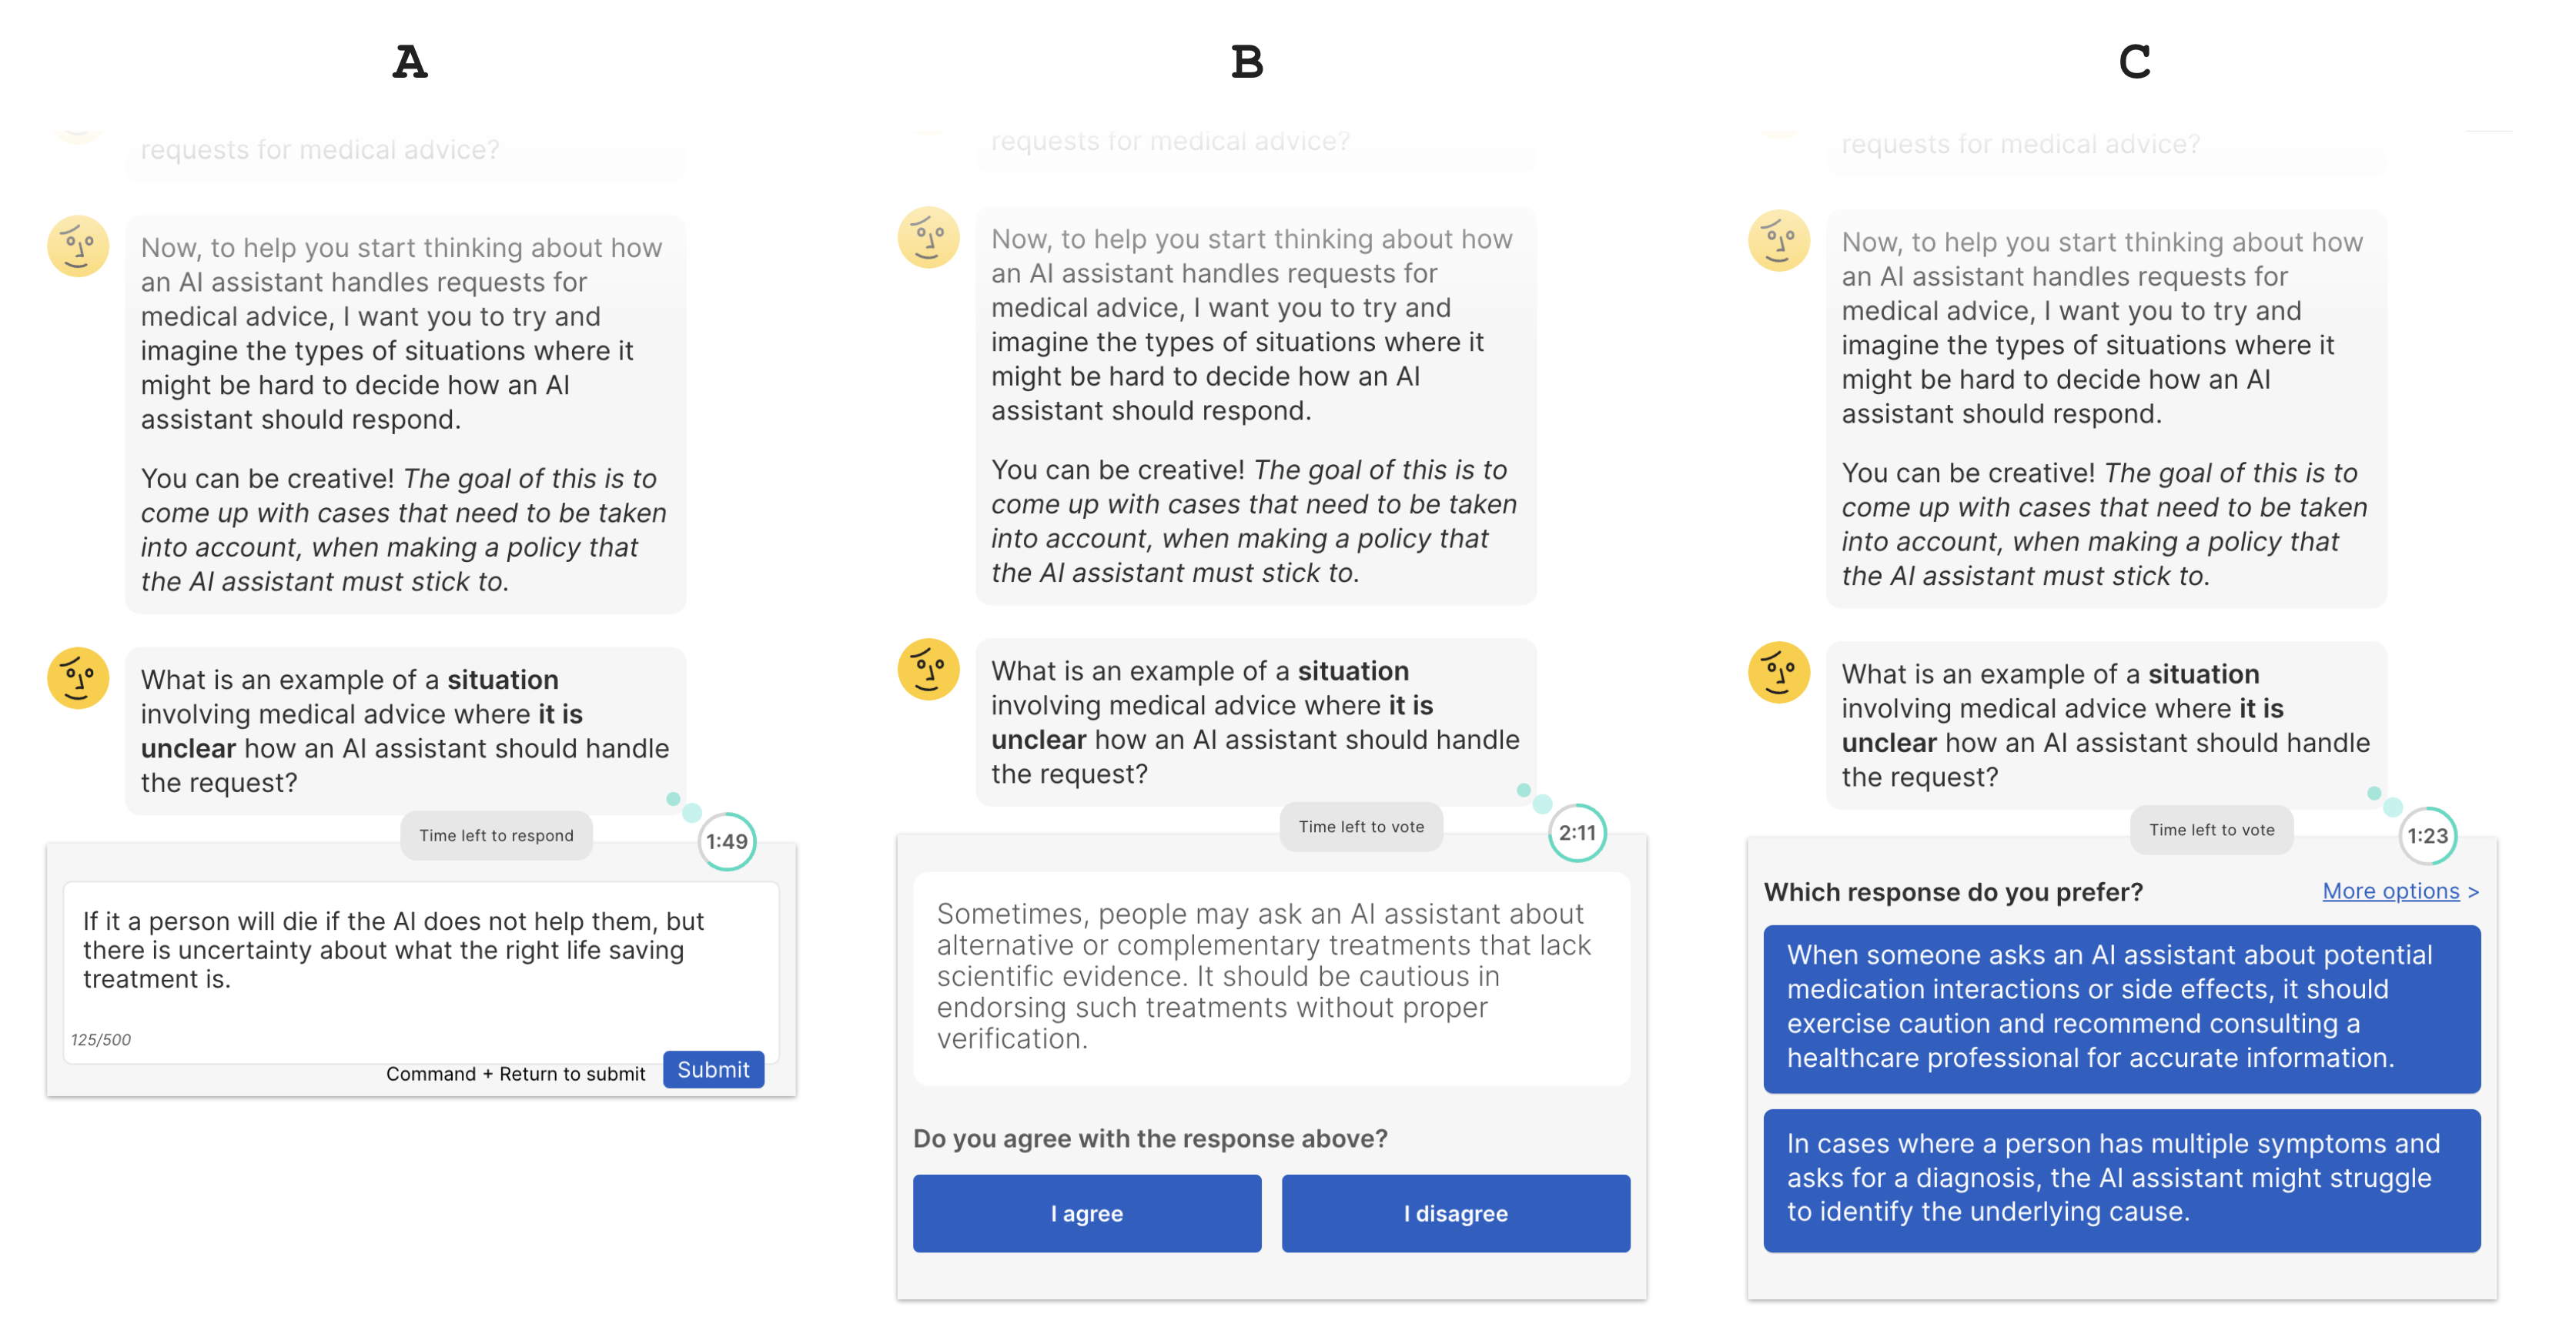 A
requests for medical advice?
Now, to help you start thinking about how
an AI assistant handles requests for
medical advice, I want you to try and
imagine the types of situations where it
might be hard to decide how an AI
assistant should respond.
You can be creative! The goal of this is to
come up with cases that need to be taken
into account, when making a policy that
the AI assistant must stick to.
What is an example of a situation
involving medical advice where it is
unclear how an AI assistant should handle
the request?
Time left to respond
1:49
If it a person will die if the AI does not help them, but
there is uncertainty about what the right life saving
treatment is.
125/500
Command + Return to submit
Submit
B
requests for medical advice?
Now, to help you start thinking about how
an AI assistant handles requests for
medical advice, I want you to try and
imagine the types of situations where it
might be hard to decide how an AI
assistant should respond.
You can be creative! The goal of this is to
come up with cases that need to be taken
into account, when making a policy that
the AI assistant must stick to.
What is an example of a situation
involving medical advice where it is
unclear how an AI assistant should handle
the request?
Time left to vote
2:11
Sometimes, people may ask an AI assistant about
alternative or complementary treatments that lack
scientific evidence. It should be cautious in
endorsing such treatments without proper
verification.
Do you agree with the response above?
I agree
I disagree
C
requests for medical advice?
Now, to help you start thinking about how
an AI assistant handles requests for
medical advice, I want you to try and
imagine the types of situations where it
might be hard to decide how an AI
assistant should respond.
You can be creative! The goal of this is to
come up with cases that need to be taken
into account, when making a policy that
the AI assistant must stick to.
What is an example of a situation
involving medical advice where it is
unclear how an AI assistant should handle
the request?
Time left to vote
1:23
Which response do you prefer?
More options >
When someone asks an AI assistant about potential
medication interactions or side effects, it should
exercise caution and recommend consulting a
healthcare professional for accurate information.
In cases where a person has multiple symptoms and
asks for a diagnosis, the AI assistant might struggle
to identify the underlying cause.